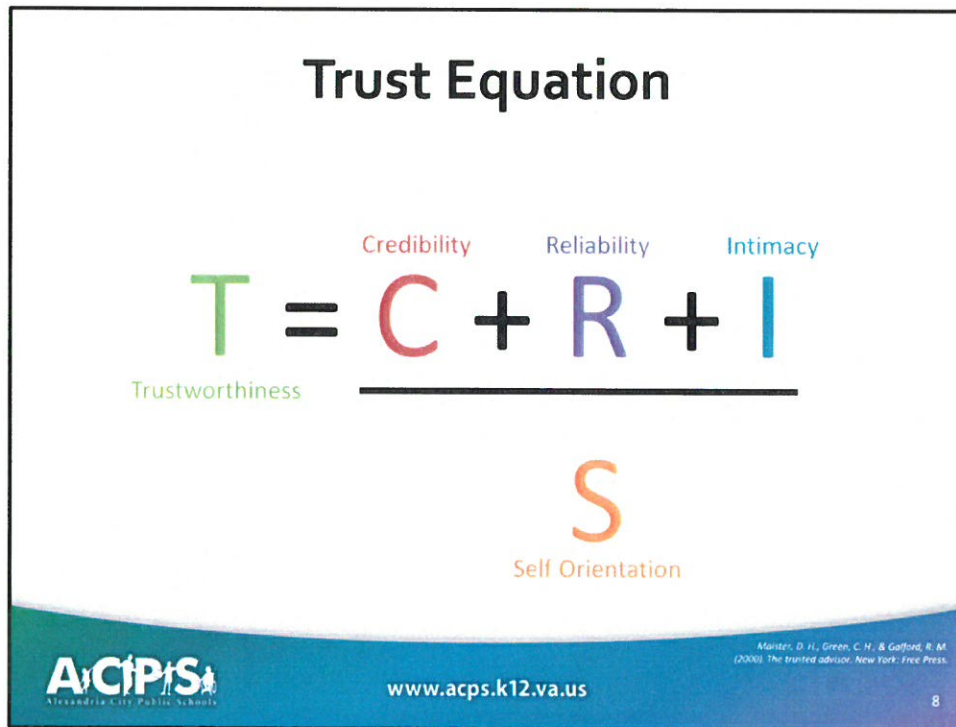 Trust Equation
Credibility Reliability Intimacy
T = C + R + I
Trustworthiness
S
Self Orientation
Maister, D. H., Green, C. H., & Galford, R. M.
(2000). The trusted advisor. New York: Free Press.
ACPS
Alexandria City Public Schools
www.acps.k12.va.us
8